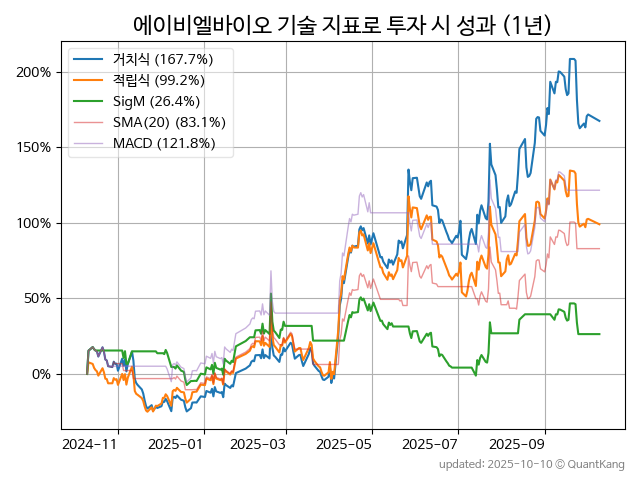 에이비엘바이오 기술 지표로 투자 시 성과 (1년)
거치식 (167.7%)
적립식 (99.2%)
SigM (26.4%)
SMA(20) (83.1%)
MACD (121.8%)
200%
150%
100%
50%
0%
2024-11 2025-01 2025-03 2025-05 2025-07 2025-09
updated: 2025-10-10 © QuantKang